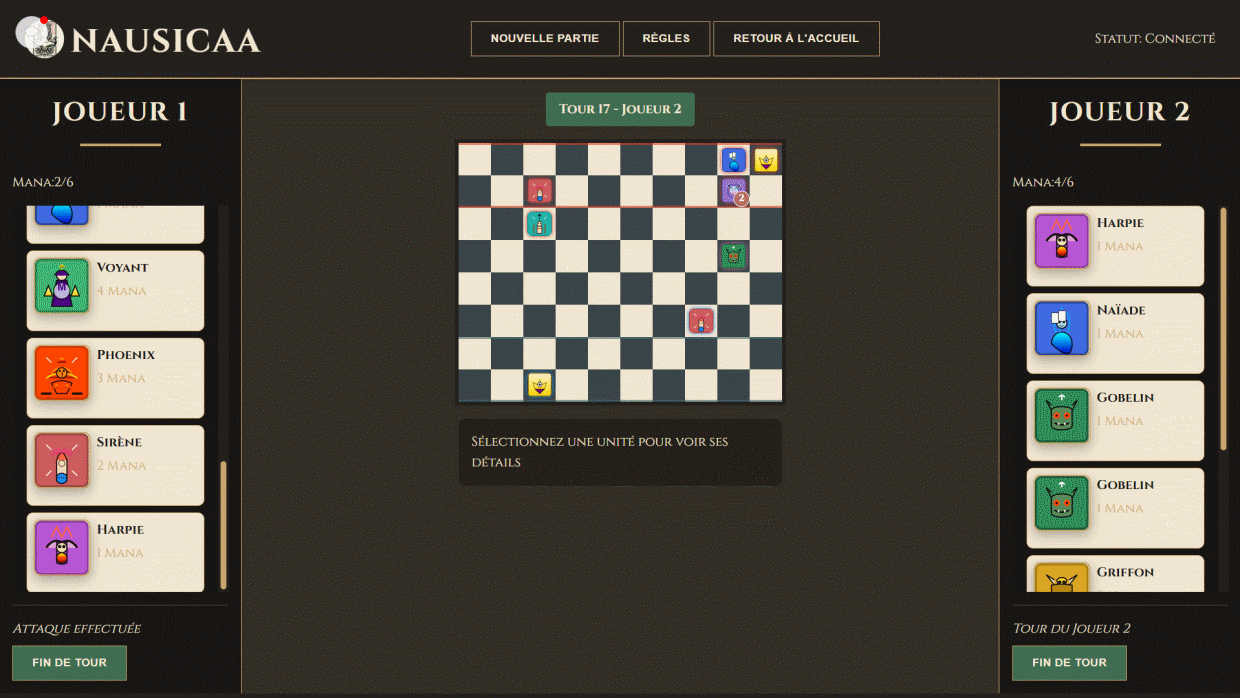 NAUSICAA
NOUVELLE PARTIE
RÈGLES
RETOUR À L'ACCUEIL
Statut: Connecté
Joueur 1
Mana:2/6
Voyant
4 Mana
Phoenix
3 Mana
Sirène
2 Mana
Harpie
1 Mana
Attaque effectuée
FIN DE TOUR
Tour 17 - Joueur 2
2
Sélectionnez une unité pour voir ses
détails
Joueur 2
Mana:4/6
Harpie
1 Mana
Naïade
1 Mana
Gobelin
1 Mana
Gobelin
1 Mana
Griffon
Tour du Joueur 2
FIN DE TOUR